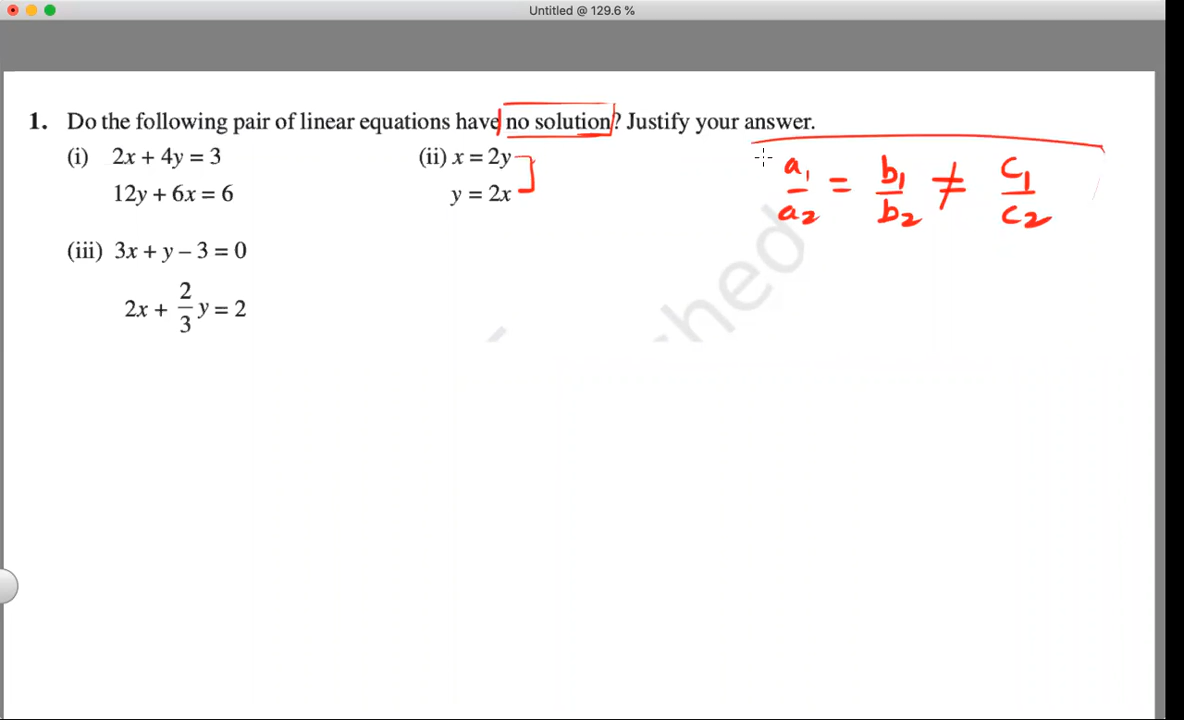 Untitled @ 129.6 %
1. Do the following pair of linear equations have no solution? Justify your answer.
(i) 2x + 4y = 3
12y + 6x = 6
(ii) x = 2y
y = 2x
a₁/a₂ = b₁/b₂ ≠ c₁/c₂
(iii) 3x + y – 3 = 0
2x + 2/3 y = 2
hed